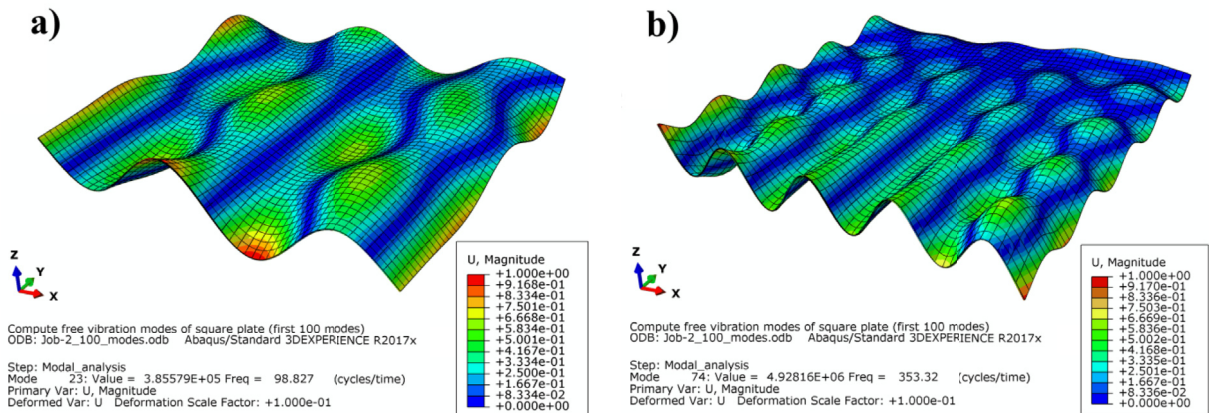 a)
Z
Y
X
U, Magnitude
+1.000e+00
+9.168e-01
+8.334e-01
+7.501e-01
+6.668e-01
+5.834e-01
+5.001e-01
+4.167e-01
+3.334e-01
+2.500e-01
+1.667e-01
+8.334e-02
+0.000e+00
Compute free vibration modes of square plate (first 100 modes)
ODB: Job-2_100_modes.odb Abaqus/Standard 3DEXPERIENCE R2017x
Step: Modal_analysis
Mode 23: Value = 3.85579E+05 Freq = 98.827 (cycles/time)
Primary Var: U, Magnitude
Deformed Var: U Deformation Scale Factor: +1.000e-01
b)
Z
Y
X
U, Magnitude
+1.000e+00
+9.170e-01
+8.336e-01
+7.503e-01
+6.669e-01
+5.836e-01
+5.002e-01
+4.168e-01
+3.335e-01
+2.501e-01
+1.667e-01
+8.336e-02
+0.000e+00
Compute free vibration modes of square plate (first 100 modes)
ODB: Job-2_100_modes.odb Abaqus/Standard 3DEXPERIENCE R2017x
Step: Modal_analysis
Mode 74: Value = 4.92816E+06 Freq = 353.32 (cycles/time)
Primary Var: U, Magnitude
Deformed Var: U Deformation Scale Factor: +1.000e-01